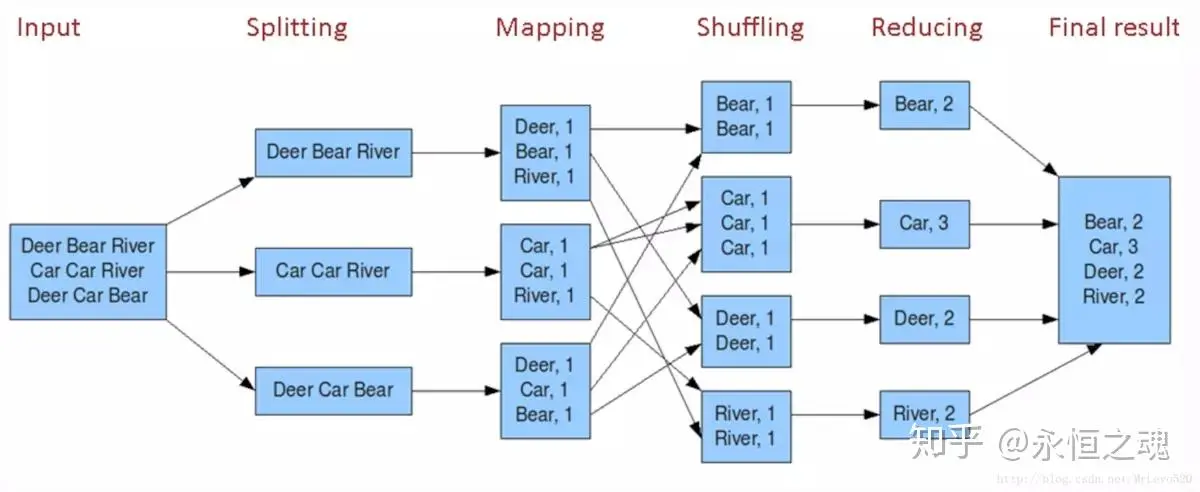 Input
Splitting
Mapping
Shuffling
Reducing
Final result
Deer Bear River
Car Car River
Deer Car Bear
Deer Bear River
Car Car River
Deer Car Bear
Deer, 1
Bear, 1
River, 1
Car, 1
Car, 1
River, 1
Deer, 1
Car, 1
Bear, 1
Bear, 1
Bear, 1
Car, 1
Car, 1
Car, 1
Deer, 1
Deer, 1
River, 1
River, 1
Bear, 2
Car, 3
Deer, 2
River, 2
Bear, 2
Car, 3
Deer, 2
River, 2
知乎 @永恒之魂
http://blog.csdn.net/MrLevo520